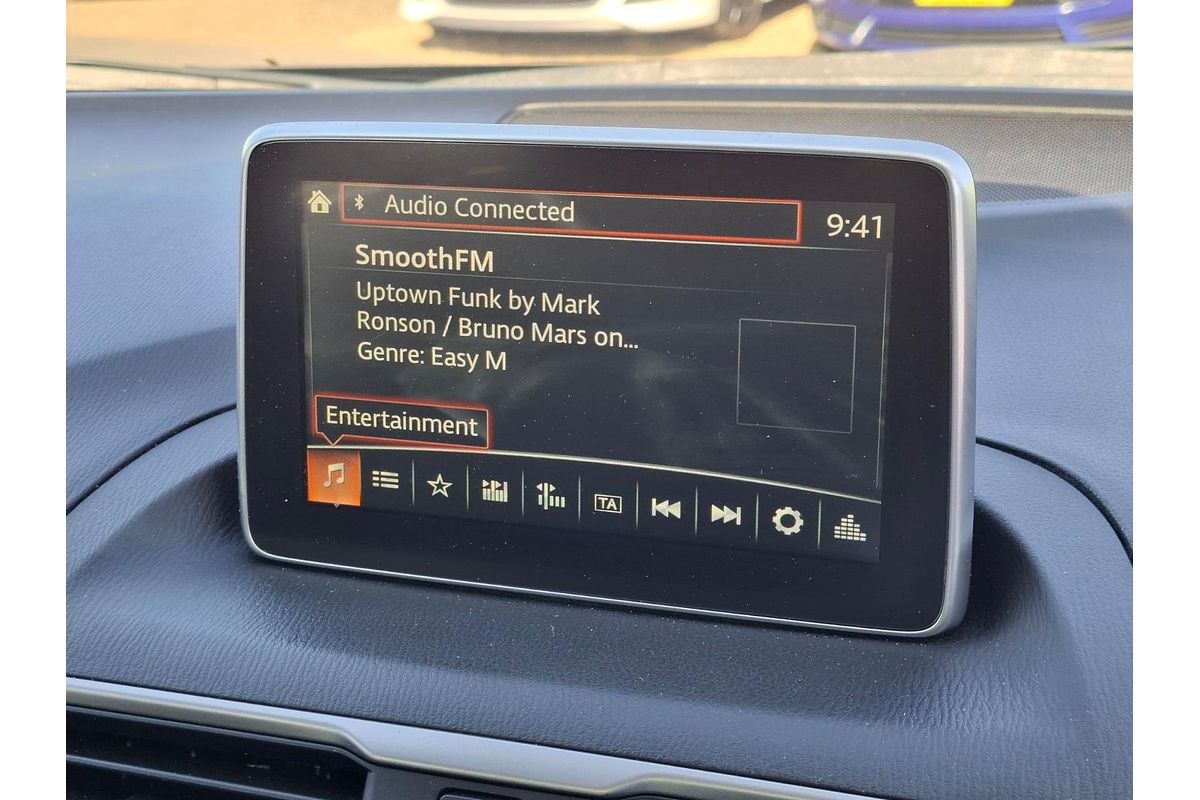 Audio Connected
9:41
SmoothFM
Uptown Funk by Mark
Ronson / Bruno Mars on...
Genre: Easy M
Entertainment
TA